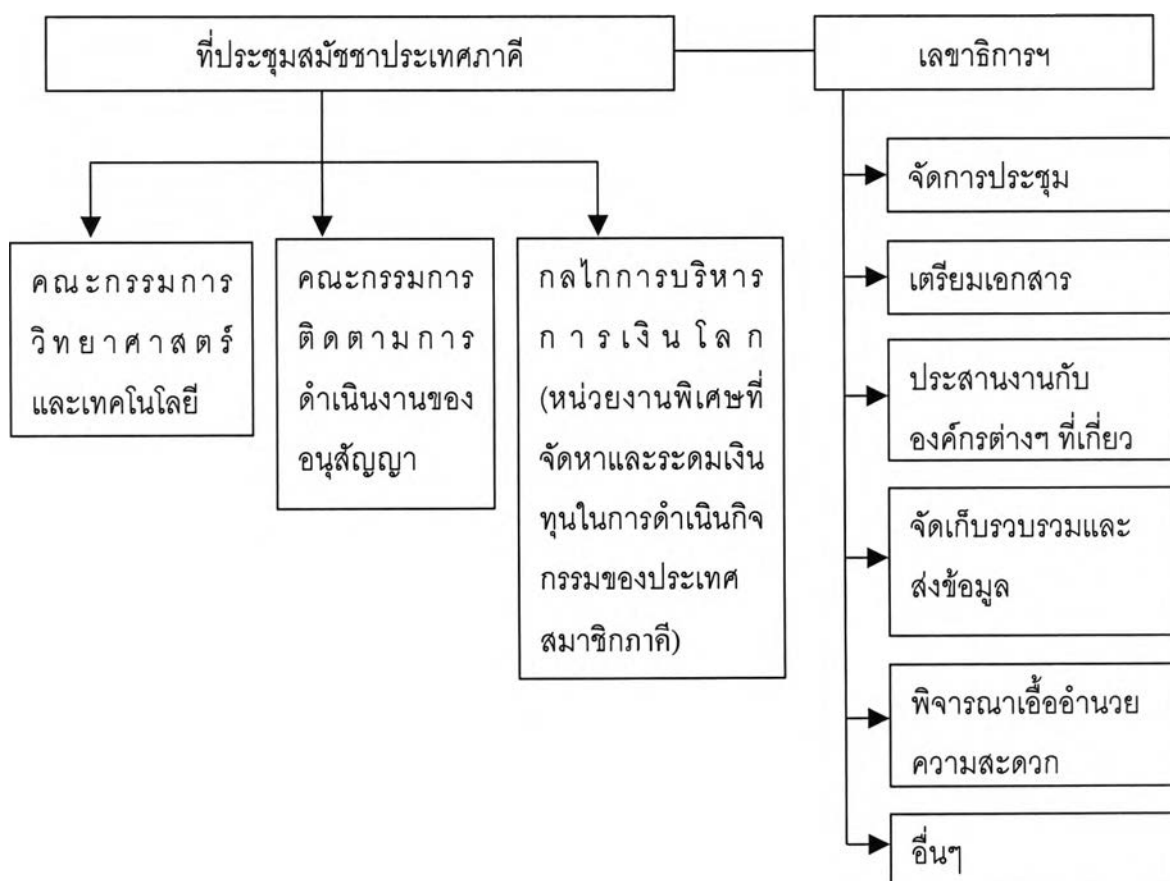 ที่ประชุมสมัชชาประเทศภาคี
เลขาธิการฯ
คณะกรรมการ
วิทยาศาสตร์
และเทคโนโลยี
คณะกรรมการ
ติดตามการ
ดำเนินงานของ
อนุสัญญา
กลไกการบริหาร
การเงินโลก
(หน่วยงานพิเศษที่
จัดหาและระดมเงิน
ทุนในการดำเนินกิจ
กรรมของประเทศ
สมาชิกภาคี)
จัดการประชุม
เตรียมเอกสาร
ประสานงานกับ
องค์กรต่างๆ ที่เกี่ยว
จัดเก็บรวบรวมและ
ส่งข้อมูล
พิจารณาเอื้ออำนวย
ความสะดวก
อื่นๆ